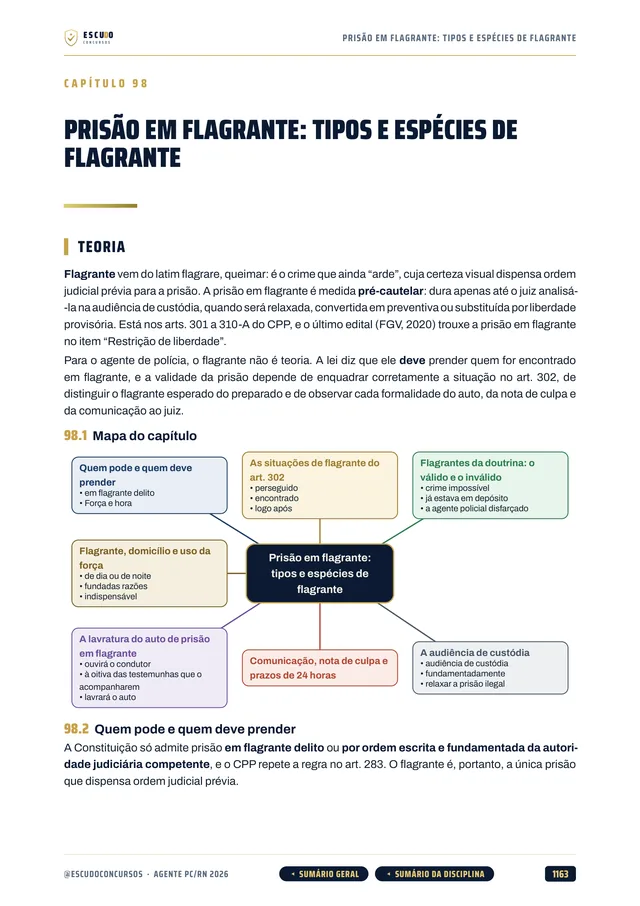 ESCUDO
CONCURSOS
PRISÃO EM FLAGRANTE: TIPOS E ESPÉCIES DE FLAGRANTE
CAPÍTULO 98
PRISÃO EM FLAGRANTE: TIPOS E ESPÉCIES DE
FLAGRANTE
TEORIA
Flagrante vem do latim flagrare, queimar: é o crime que ainda “arde”, cuja certeza visual dispensa ordem
judicial prévia para a prisão. A prisão em flagrante é medida pré-cautelar: dura apenas até o juiz analisá-
-la na audiência de custódia, quando será relaxada, convertida em preventiva ou substituída por liberdade
provisória. Está nos arts. 301 a 310-A do CPP, e o último edital (FGV, 2020) trouxe a prisão em flagrante
no item “Restrição de liberdade”.
Para o agente de polícia, o flagrante não é teoria. A lei diz que ele deve prender quem for encontrado
em flagrante, e a validade da prisão depende de enquadrar corretamente a situação no art. 302, de
distinguir o flagrante esperado do preparado e de observar cada formalidade do auto, da nota de culpa e
da comunicação ao juiz.
98.1 Mapa do capítulo
Quem pode e quem deve
prender
• em flagrante delito
• Força e hora
As situações de flagrante do
art. 302
• perseguido
• encontrado
• logo após
Flagrantes da doutrina: o
válido e o inválido
• crime impossível
• já estava em depósito
• a agente policial disfarçado
Flagrante, domicílio e uso da
força
• de dia ou de noite
• fundadas razões
• indispensável
Prisão em flagrante:
tipos e espécies de
flagrante
A lavratura do auto de prisão
em flagrante
• ouvirá o condutor
• à oitiva das testemunhas que o
acompanharem
• lavrará o auto
Comunicação, nota de culpa e
prazos de 24 horas
A audiência de custódia
• audiência de custódia
• fundamentadamente
• relaxar a prisão ilegal
98.2 Quem pode e quem deve prender
A Constituição só admite prisão em flagrante delito ou por ordem escrita e fundamentada da autori-
dade judiciária competente, e o CPP repete a regra no art. 283. O flagrante é, portanto, a única prisão
que dispensa ordem judicial prévia.
@ESCUDOCONCURSOS · AGENTE PC/RN 2026
SUMÁRIO GERAL
SUMÁRIO DA DISCIPLINA
1163